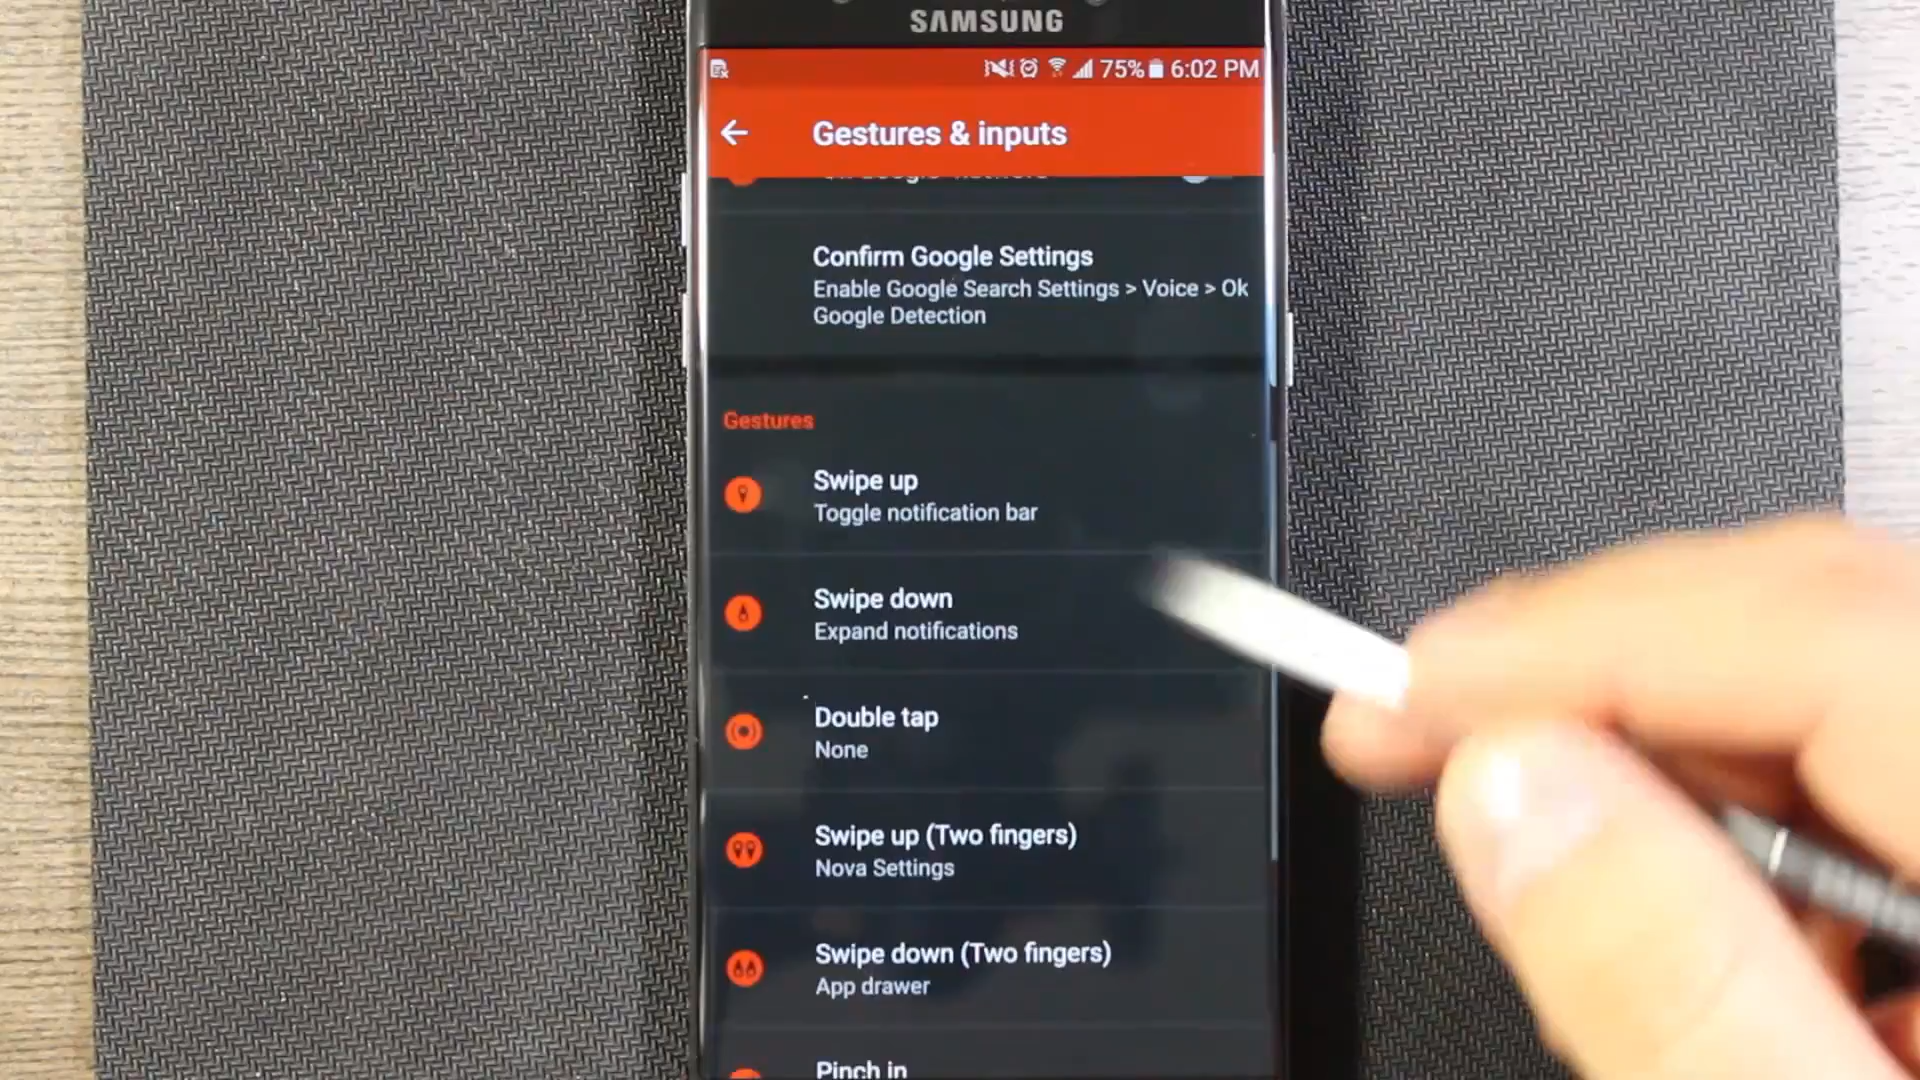 SAMSUNG
75% 6:02 PM
Gestures & inputs
Confirm Google Settings
Enable Google Search Settings > Voice > Ok
Google Detection
Gestures
Swipe up
Toggle notification bar
Swipe down
Expand notifications
Double tap
None
Swipe up (Two fingers)
Nova Settings
Swipe down (Two fingers)
App drawer
Pinch in